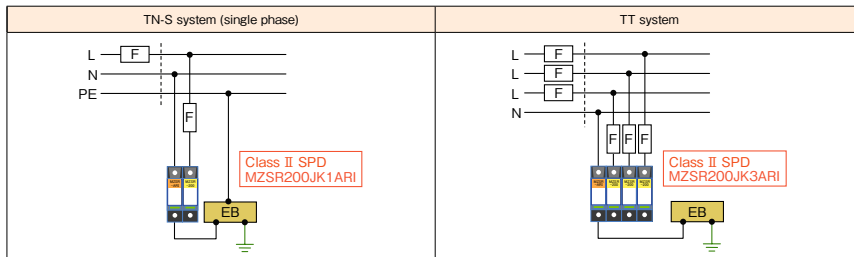 TN-S system (single phase)
L
F
N
PE
F
Class Ⅱ SPD
MZSR200JK1ARI
EB
TT system
L
F
L
F
L
F
N
F
F
F
Class Ⅱ SPD
MZSR200JK3ARI
EB